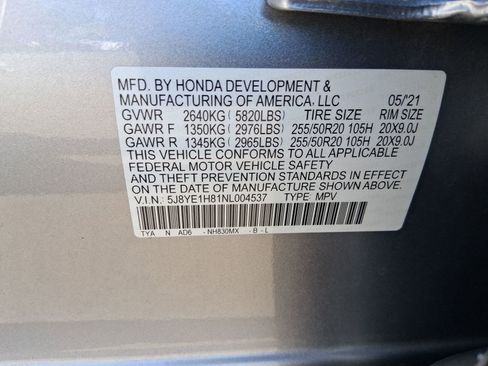 MFD. BY HONDA DEVELOPMENT &
MANUFACTURING OF AMERICA, LLC 05/'21
GVWR 2640KG ( 5820LBS) TIRE SIZE RIM SIZE
GAWR F 1350KG ( 2976LBS) 255/50R20 105H 20X9.0J
GAWR R 1345KG ( 2965LBS) 255/50R20 105H 20X9.0J
THIS VEHICLE CONFORMS TO ALL APPLICABLE
FEDERAL MOTOR VEHICLE SAFETY
AND THEFT PREVENTION STANDARDS IN EFFECT
ON THE DATE OF MANUFACTURE SHOWN ABOVE.
V.I.N.: 5J8YE1H81NL004537 TYPE: MPV
TYA N AD6 - NH830MX - B - L